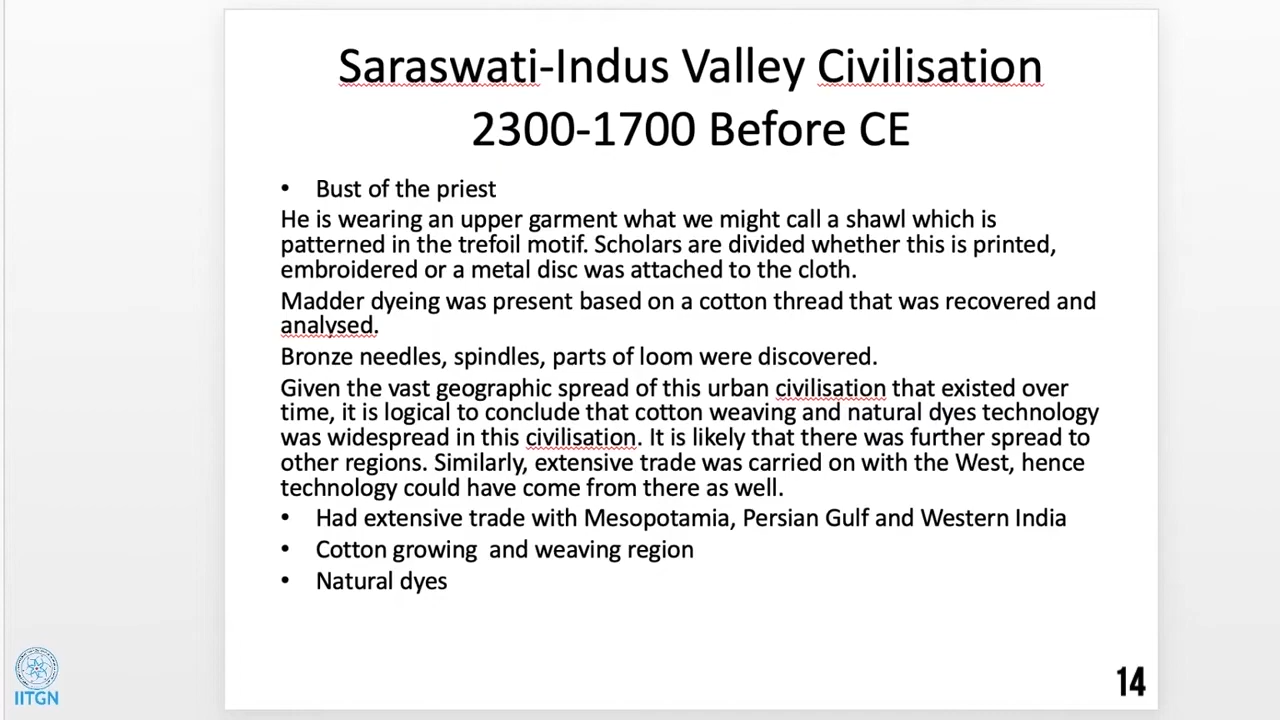 Saraswati-Indus Valley Civilisation
2300-1700 Before CE
• Bust of the priest
He is wearing an upper garment what we might call a shawl which is
patterned in the trefoil motif. Scholars are divided whether this is printed,
embroidered or a metal disc was attached to the cloth.
Madder dyeing was present based on a cotton thread that was recovered and
analysed.
Bronze needles, spindles, parts of loom were discovered.
Given the vast geographic spread of this urban civilisation that existed over
time, it is logical to conclude that cotton weaving and natural dyes technology
was widespread in this civilisation. It is likely that there was further spread to
other regions. Similarly, extensive trade was carried on with the West, hence
technology could have come from there as well.
• Had extensive trade with Mesopotamia, Persian Gulf and Western India
• Cotton growing  and weaving region
• Natural dyes
IITGN
14